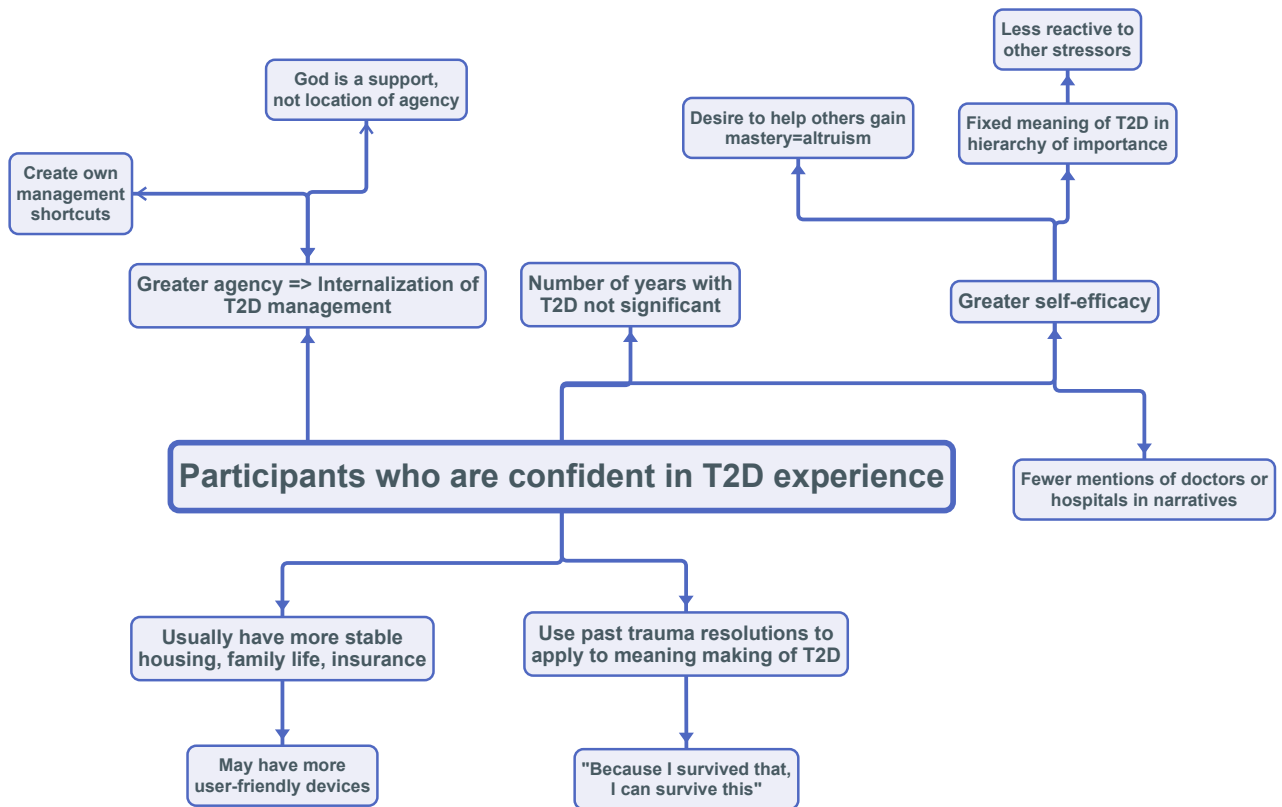 Less reactive to
other stressors
God is a support,
not location of agency
Desire to help others gain
mastery=altruism
Fixed meaning of T2D in
hierarchy of importance
Create own
management
shortcuts
Greater agency => Internalization of
T2D management
Number of years with
T2D not significant
Greater self-efficacy
Participants who are confident in T2D experience
Fewer mentions of doctors or
hospitals in narratives
Usually have more stable
housing, family life, insurance
Use past trauma resolutions to
apply to meaning making of T2D
May have more
user-friendly devices
"Because I survived that,
I can survive this"